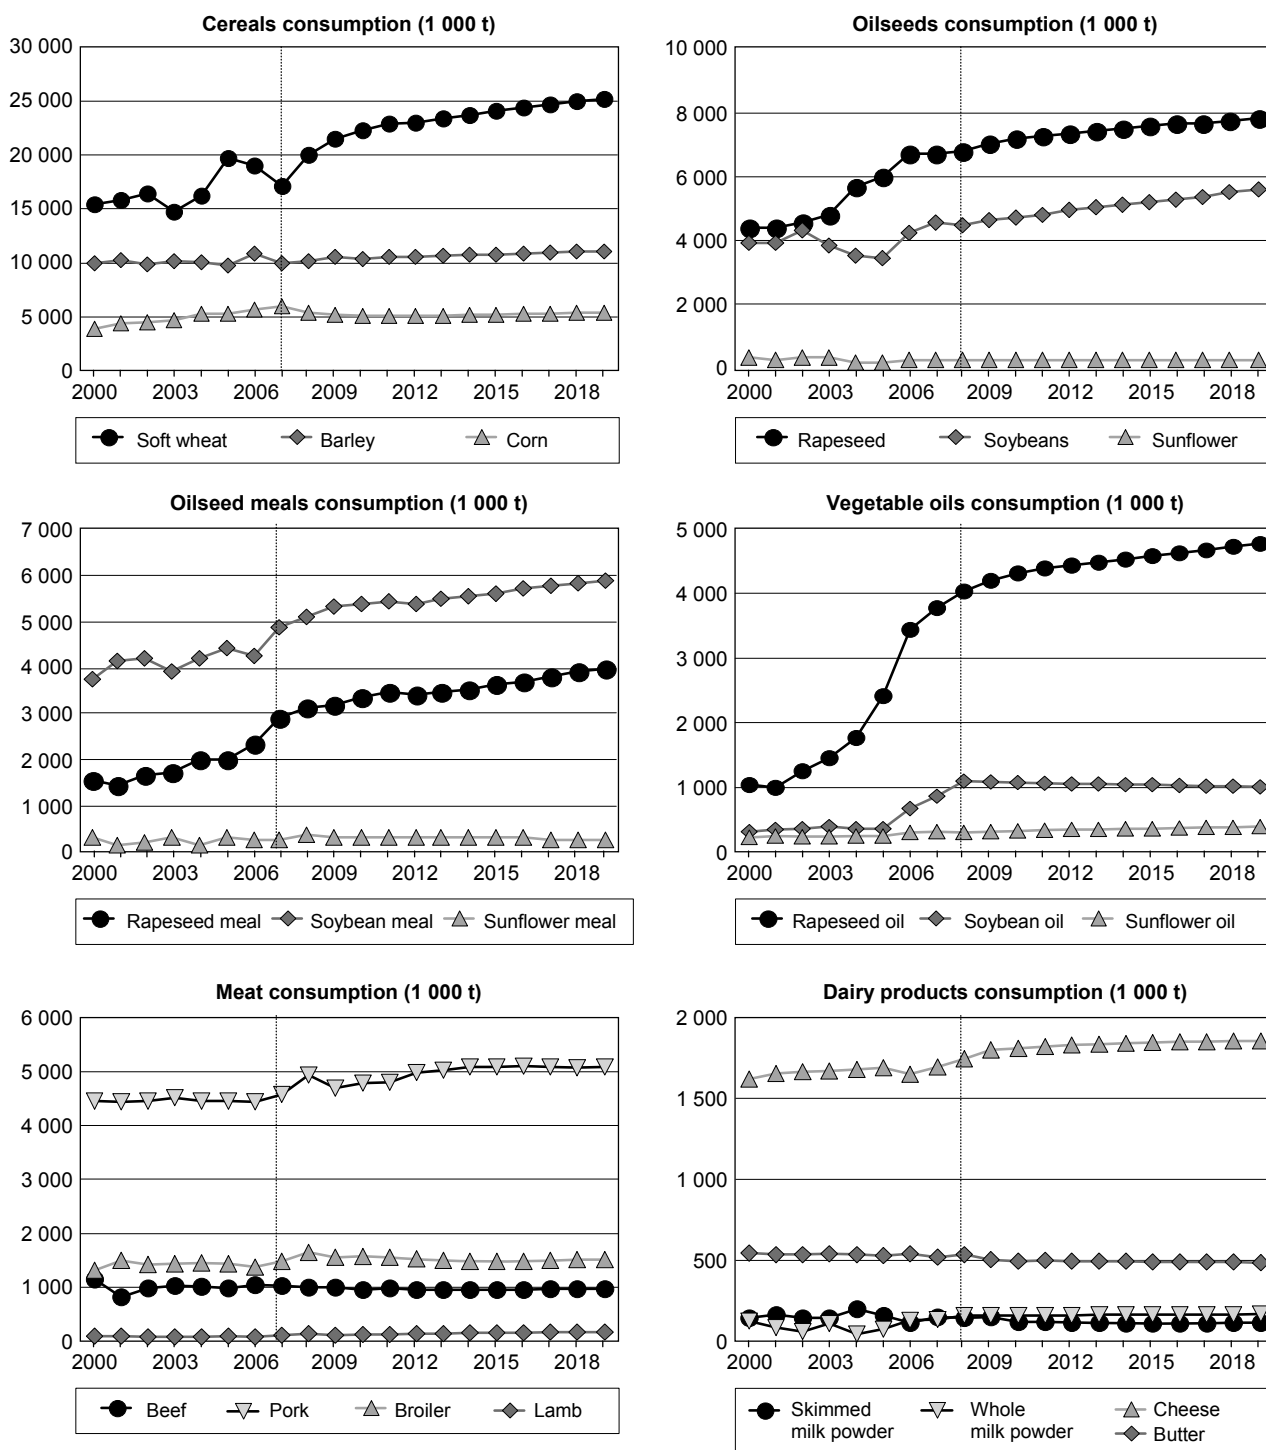 Cereals consumption (1 000 t)
30 000
25 000
20 000
15 000
10 000
5 000
0
2000 2003 2006 2009 2012 2015 2018
Soft wheat Barley Corn
Oilseeds consumption (1 000 t)
10 000
8 000
6 000
4 000
2 000
0
2000 2003 2006 2009 2012 2015 2018
Rapeseed Soybeans Sunflower
Oilseed meals consumption (1 000 t)
7 000
6 000
5 000
4 000
3 000
2 000
1 000
0
2000 2003 2006 2009 2012 2015 2018
Rapeseed meal Soybean meal Sunflower meal
Vegetable oils consumption (1 000 t)
5 000
4 000
3 000
2 000
1 000
0
2000 2003 2006 2009 2012 2015 2018
Rapeseed oil Soybean oil Sunflower oil
Meat consumption (1 000 t)
6 000
5 000
4 000
3 000
2 000
1 000
0
2000 2003 2006 2009 2012 2015 2018
Beef Pork Broiler Lamb
Dairy products consumption (1 000 t)
2 000
1 500
1 000
500
0
2000 2003 2006 2009 2012 2015 2018
Skimmed
milk powder
Whole
milk powder
Cheese
Butter